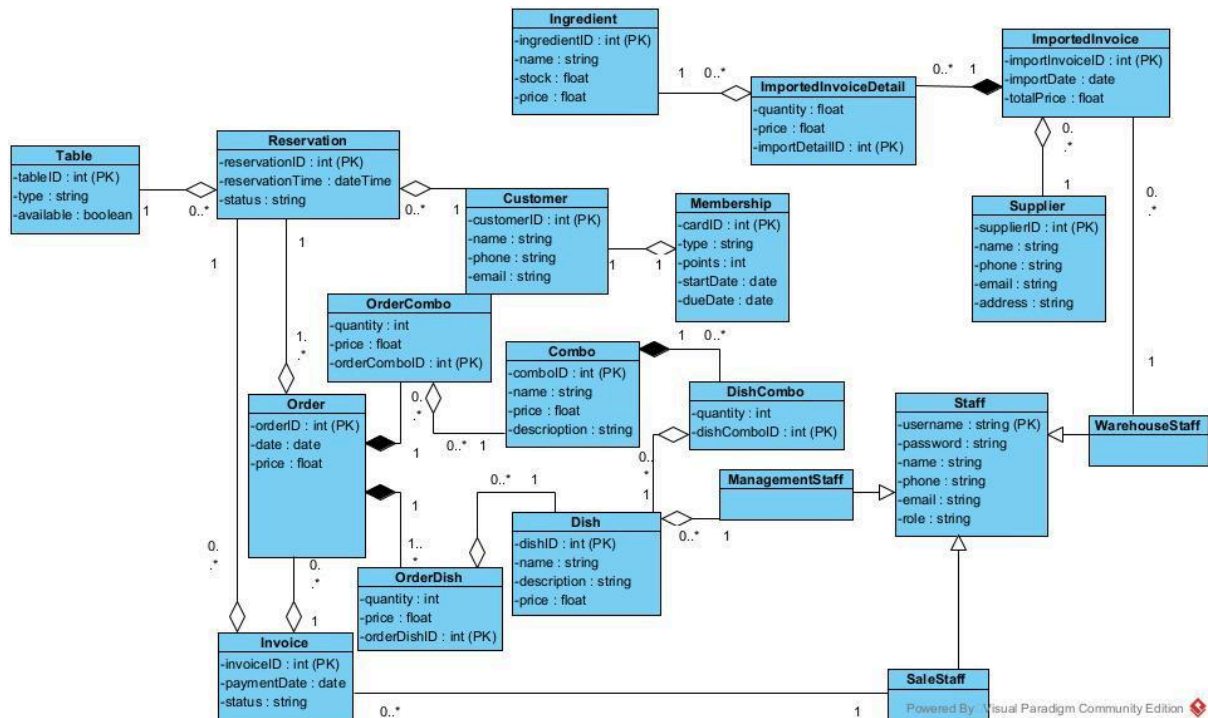 Ingredient
-ingredientID : int (PK)
-name : string
-stock : float
-price : float
1
0..*
ImportedInvoiceDetail
-quantity : float
-price : float
-importDetailID : int (PK)
0..*
1
ImportedInvoice
-importInvoiceID : int (PK)
-importDate : date
-totalPrice : float
0.
.*
1
0.
.*
1
Supplier
-supplierID : int (PK)
-name : string
-phone : string
-email : string
-address : string
Table
-tableID : int (PK)
-type : string
-available : boolean
1
0..*
Reservation
-reservationID : int (PK)
-reservationTime : dateTime
-status : string
0..*
1
1
1
Customer
-customerID : int (PK)
-name : string
-phone : string
-email : string
1
1
Membership
-cardID : int (PK)
-type : string
-points : int
-startDate : date
-dueDate : date
OrderCombo
-quantity : int
-price : float
-orderComboID : int (PK)
1.
.*
0.
.*
0..*
1
Combo
-comboID : int (PK)
-name : string
-price : float
-descrioption : string
1
0..*
DishCombo
-quantity : int
-dishComboID : int (PK)
0..
*
1
Order
-orderID : int (PK)
-date : date
-price : float
1
1
1..
*
0..*
1
Staff
-username : string (PK)
-password : string
-name : string
-phone : string
-email : string
-role : string
WarehouseStaff
ManagementStaff
0..*
1
Dish
-dishID : int (PK)
-name : string
-description : string
-price : float
OrderDish
-quantity : int
-price : float
-orderDishID : int (PK)
0.
.*
0.
.*
1
Invoice
-invoiceID : int (PK)
-paymentDate : date
-status : string
0..*
1
SaleStaff
Powered By Visual Paradigm Community Edition